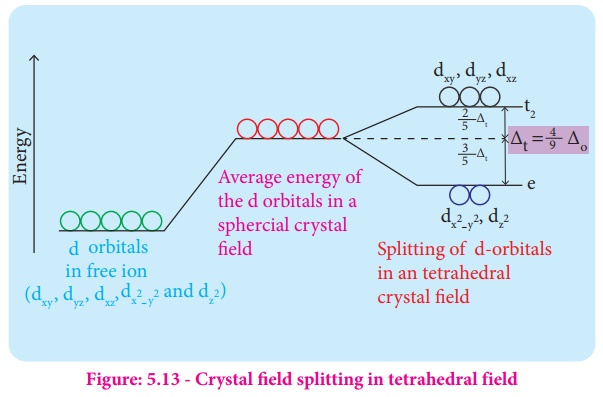 Energy
d orbitals
in free ion
(dxy, dyz, dxz, dx²-y² and dz²)
Average energy of
the d orbitals in a
sphercial crystal
field
dxy, dyz, dxz
t₂
2/5 Δt
Δt = 4/9 Δo
3/5 Δt
e
dx²-y², dz²
Splitting of d-orbitals
in an tetrahedral
crystal field
Figure: 5.13 - Crystal field splitting in tetrahedral field